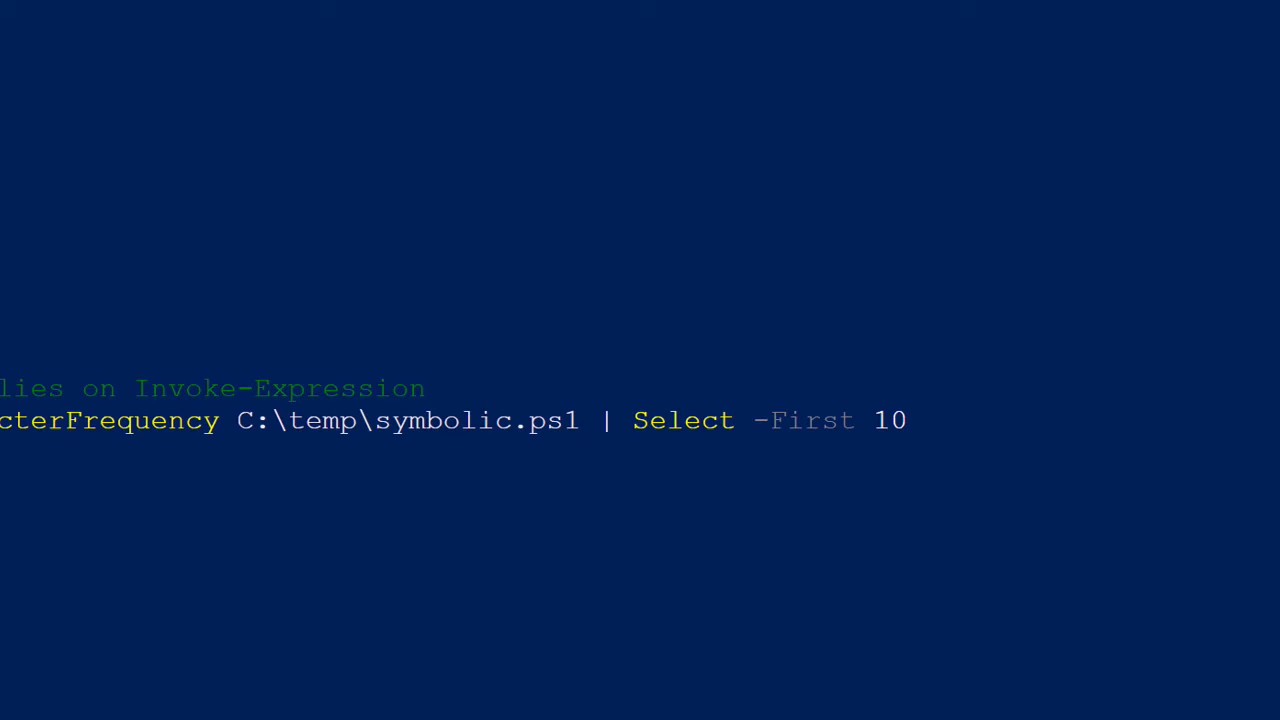 lies on Invoke-Expression
cterFrequency C:\temp\symbolic.ps1 | Select -First 10